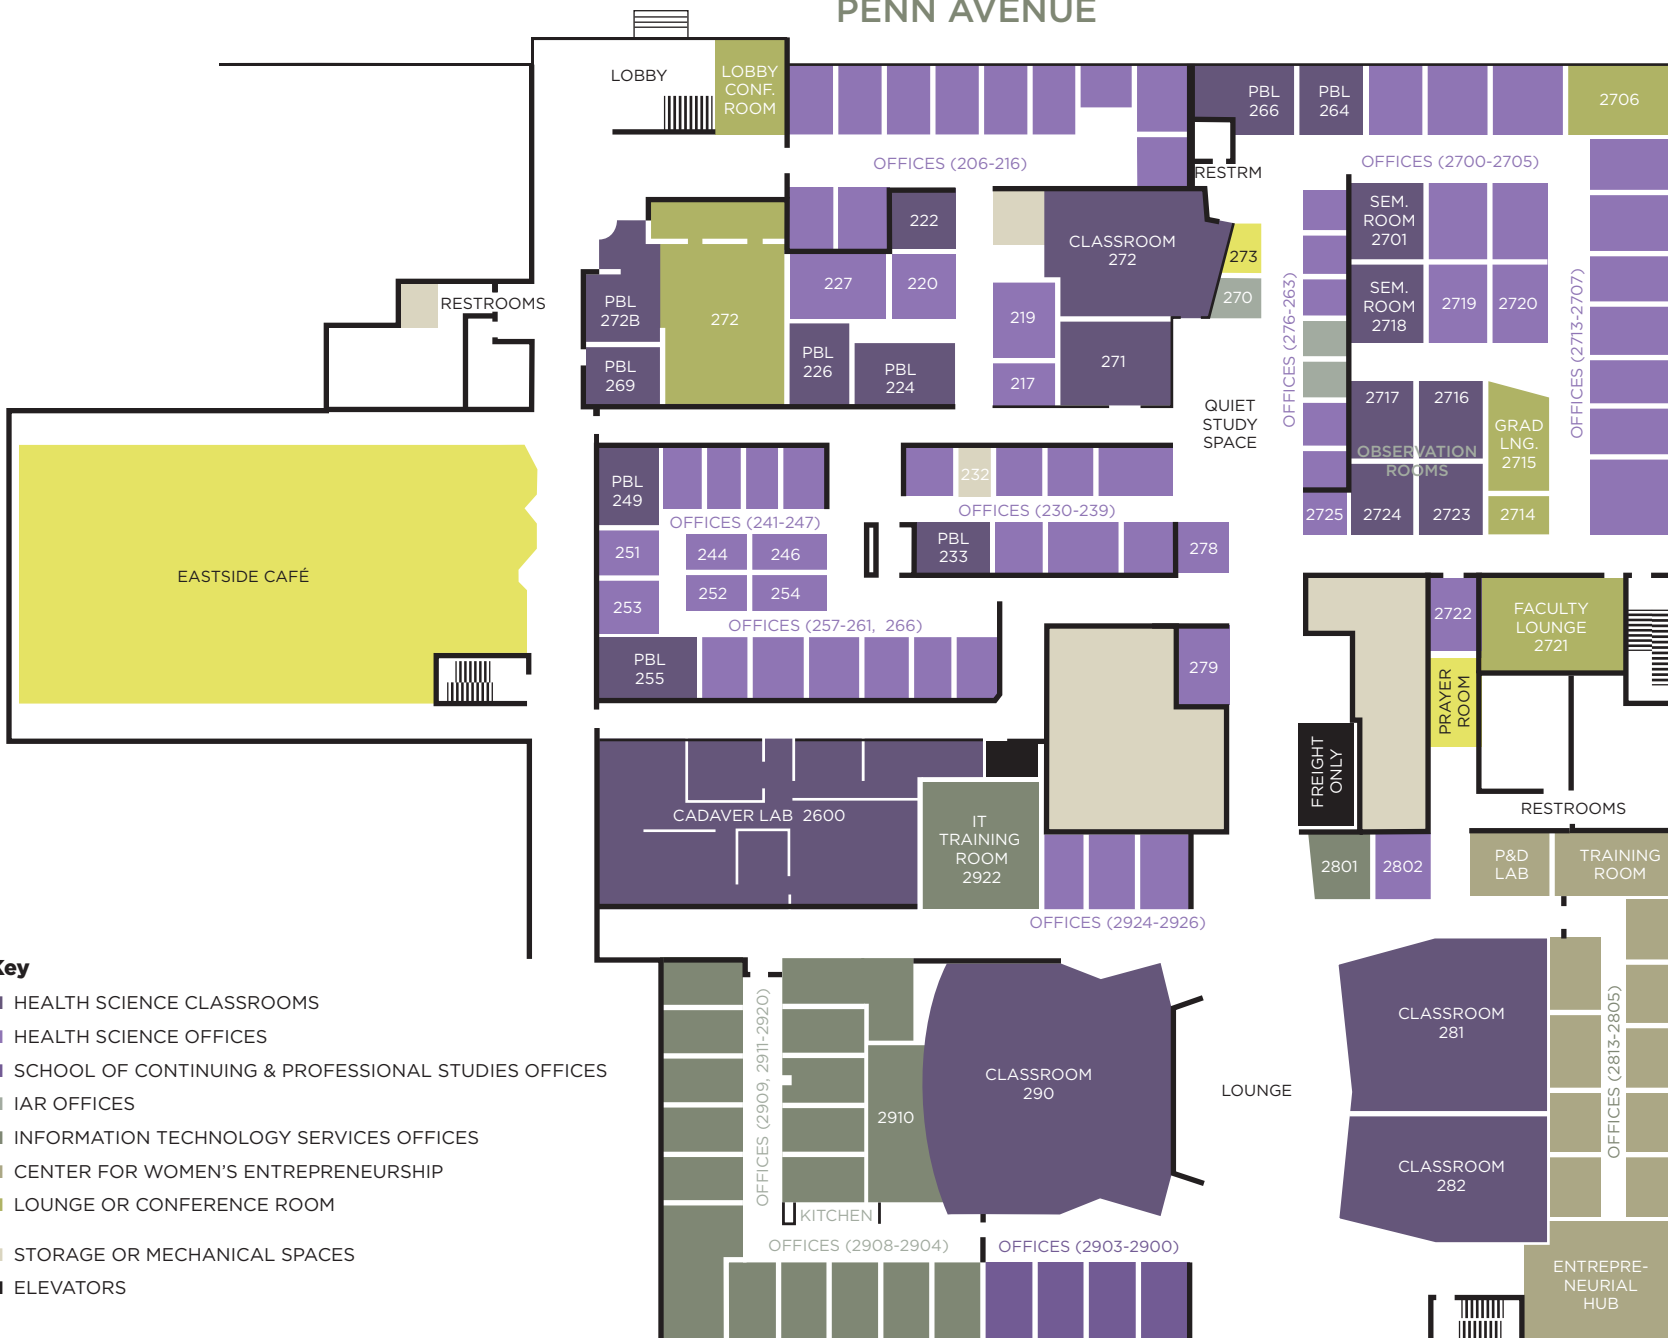 PENN AVENUE
LOBBY
LOBBY
CONF.
ROOM
PBL
266
PBL
264
2706
OFFICES (206-216)
RESTRM
OFFICES (2700-2705)
222
CLASSROOM
272
273
270
SEM.
ROOM
2701
RESTROOMS
PBL
272B
272
227
220
219
OFFICES (276-263)
SEM.
ROOM
2718
2719
2720
OFFICES (2713-2707)
PBL
269
PBL
226
PBL
224
217
271
QUIET
STUDY
SPACE
2717
2716
OBSERVATION
ROOMS
GRAD
LNG.
2715
2725
2724
2723
2714
PBL
249
OFFICES (241-247)
232
OFFICES (230-239)
EASTSIDE CAFÉ
251
244
246
PBL
233
278
253
252
254
OFFICES (257-261, 266)
PBL
255
279
2722
FACULTY
LOUNGE
2721
PRAYER
ROOM
FREIGHT
ONLY
CADAVER LAB 2600
IT
TRAINING
ROOM
2922
RESTROOMS
2801
2802
P&D
LAB
TRAINING
ROOM
OFFICES (2924-2926)
Key
HEALTH SCIENCE CLASSROOMS
HEALTH SCIENCE OFFICES
SCHOOL OF CONTINUING & PROFESSIONAL STUDIES OFFICES
IAR OFFICES
INFORMATION TECHNOLOGY SERVICES OFFICES
CENTER FOR WOMEN'S ENTREPRENEURSHIP
LOUNGE OR CONFERENCE ROOM
STORAGE OR MECHANICAL SPACES
ELEVATORS
OFFICES (2909, 2911-2920)
2910
CLASSROOM
290
LOUNGE
CLASSROOM
281
OFFICES (2813-2805)
CLASSROOM
282
KITCHEN
OFFICES (2908-2904)
OFFICES (2903-2900)
ENTREPRE-
NEURIAL
HUB